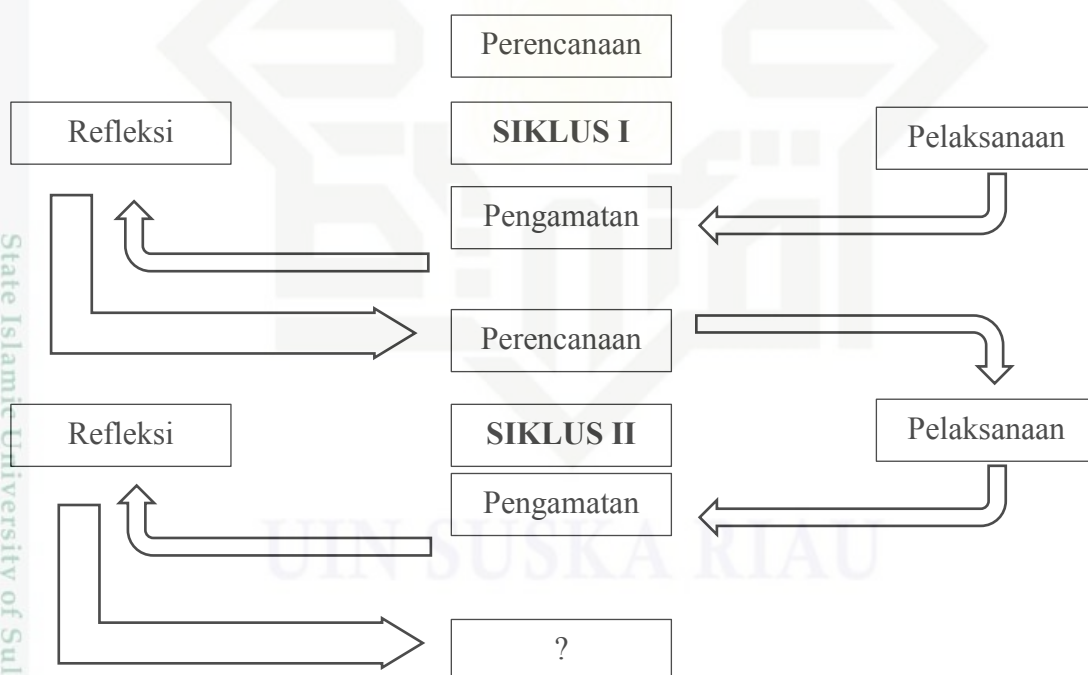 Perencanaan
Refleksi
SIKLUS I
Pelaksanaan
Pengamatan
Perencanaan
Refleksi
SIKLUS II
Pelaksanaan
Pengamatan
?
UIN SUSKA RIAU
State Islamic University of Sul